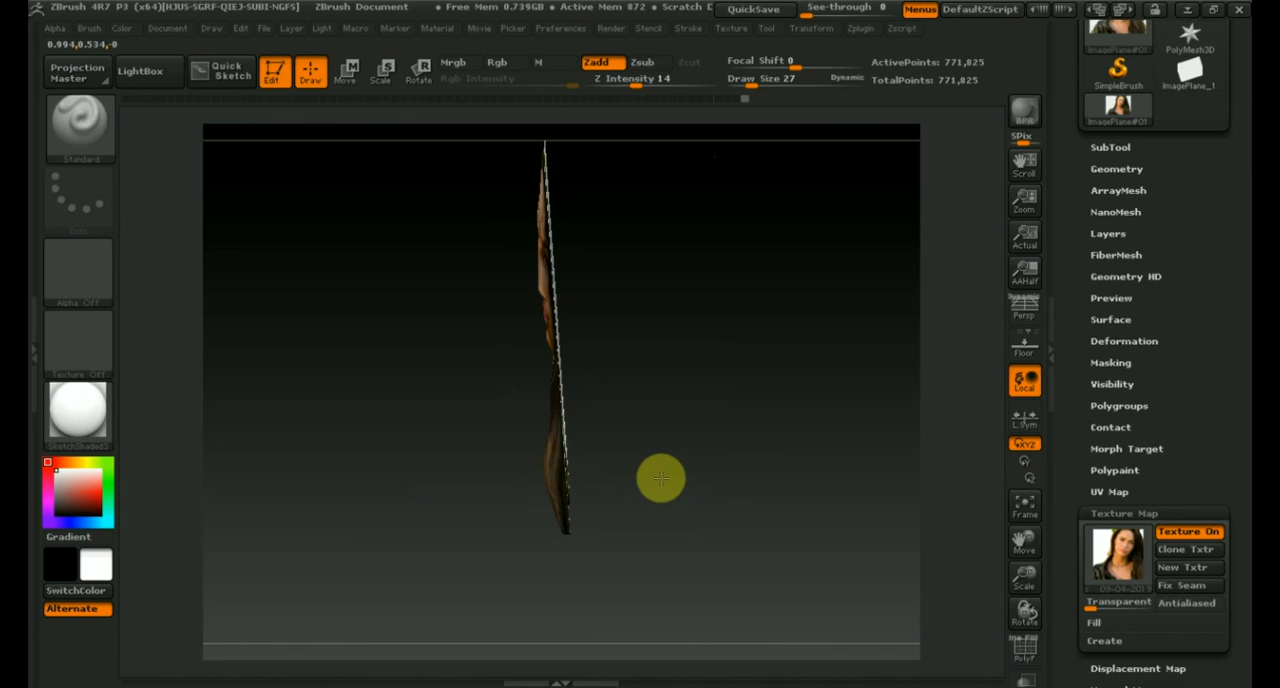 ZBrush 4R7 P3 (x64)[HJUS-SGRF-QIEJ-SUBI-NGFS] ZBrush Document • Free Mem 0.739GB • Active Mem 872 • Scratch D QuickSave See-through 0 Menus DefaultZScript
Alpha Brush Color Document Draw Edit File Layer Light Macro Marker Material Movie Picker Preferences Render Stencil Stroke Texture Tool Transform Zplugin Zscript
0.994,0.534,-0
Projection Master
LightBox
Quick Sketch
Edit Draw Move Scale Rotate
Mrgb Rgb M
Rgb Intensity
Zadd Zsub Zcut
Z Intensity 14
Focal Shift 0
Draw Size 27 Dynamic
ActivePoints: 771,825
TotalPoints: 771,825
Standard
Dots
Alpha Off
Texture Off
SketchShaded3
Gradient
SwitchColor
Alternate
BPR
SPix
Scroll
Zoom
Actual
AAHalf
Dynamic
Persp
Floor
Local
L.Sym
XYZ
Frame
Move
Scale
Rotate
PolyF
ImagePlane#01 PolyMesh3D
SimpleBrush ImagePlane_1
ImagePlane#01
SubTool
Geometry
ArrayMesh
NanoMesh
Layers
FiberMesh
Geometry HD
Preview
Surface
Deformation
Masking
Visibility
Polygroups
Contact
Morph Target
Polypaint
UV Map
Texture Map
Texture On
Clone Txtr
New Txtr
Fix Seam
Transparent Antialiased
Fill
Create
Displacement Map